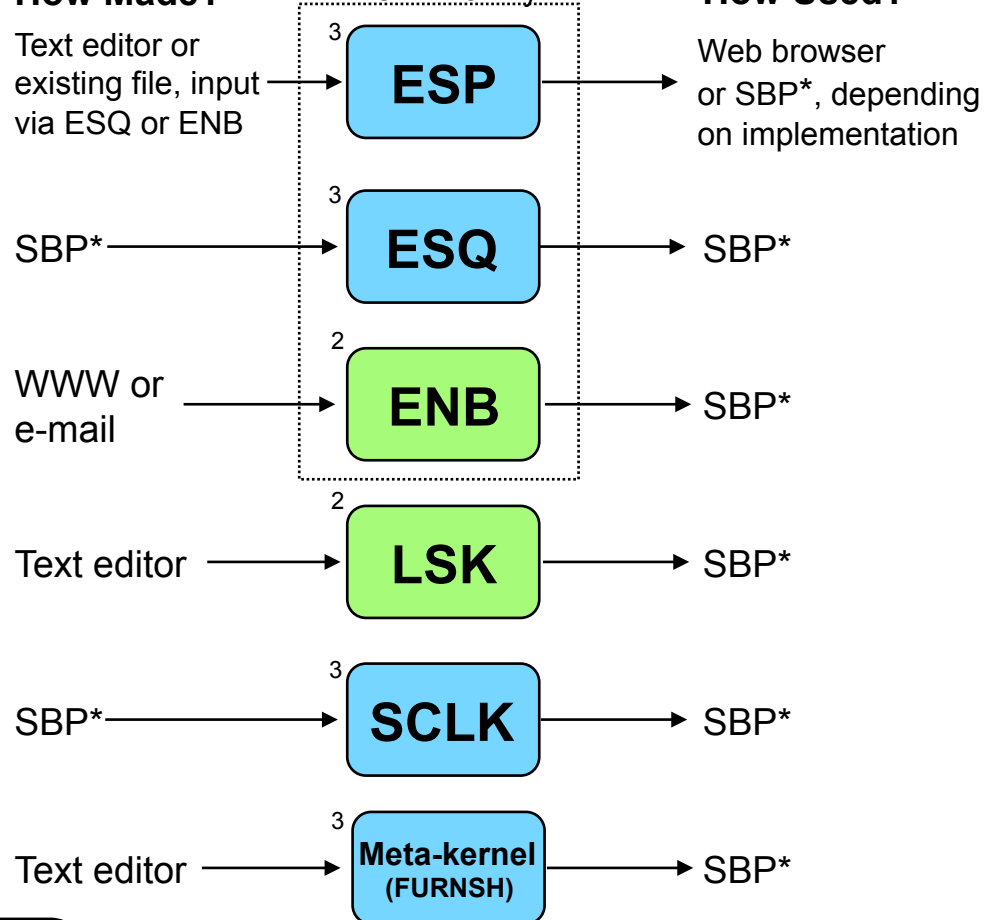 3
Text editor or
existing file, input
via ESQ or ENB
ESP
Web browser
or SBP*, depending
on implementation
3
SBP*
ESQ
SBP*
2
WWW or
e-mail
ENB
SBP*
2
Text editor
LSK
SBP*
3
SBP*
SCLK
SBP*
3
Text editor
Meta-kernel
(FURNSH)
SBP*